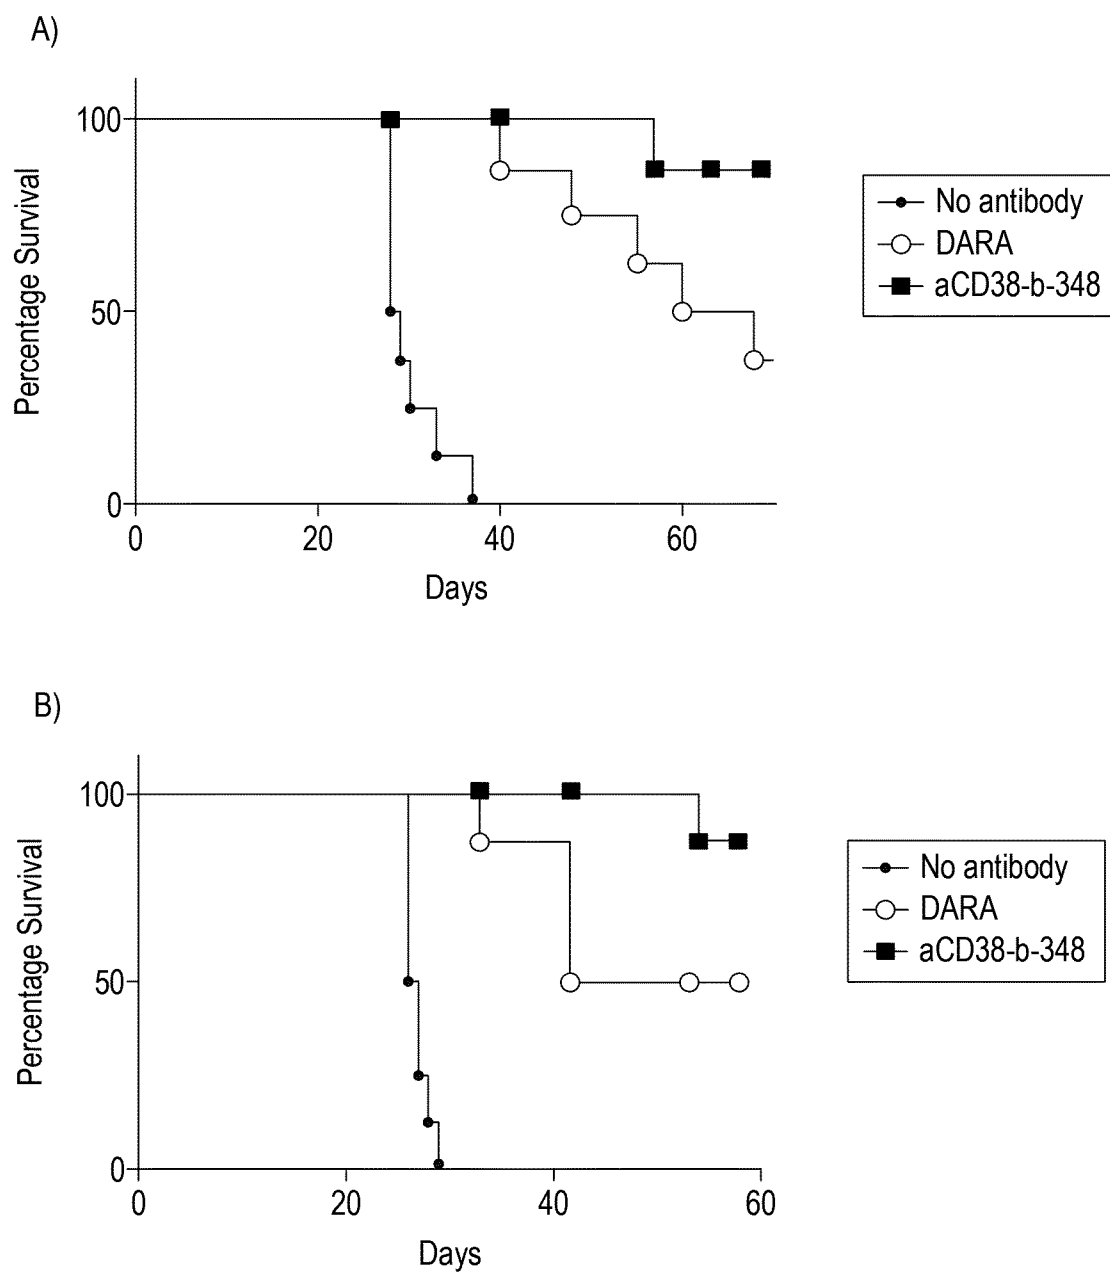 A)
100
50
0
Percentage Survival
0 20 40 60
Days
No antibody
DARA
aCD38-b-348
B)
100
50
0
Percentage Survival
0 20 40 60
Days
No antibody
DARA
aCD38-b-348